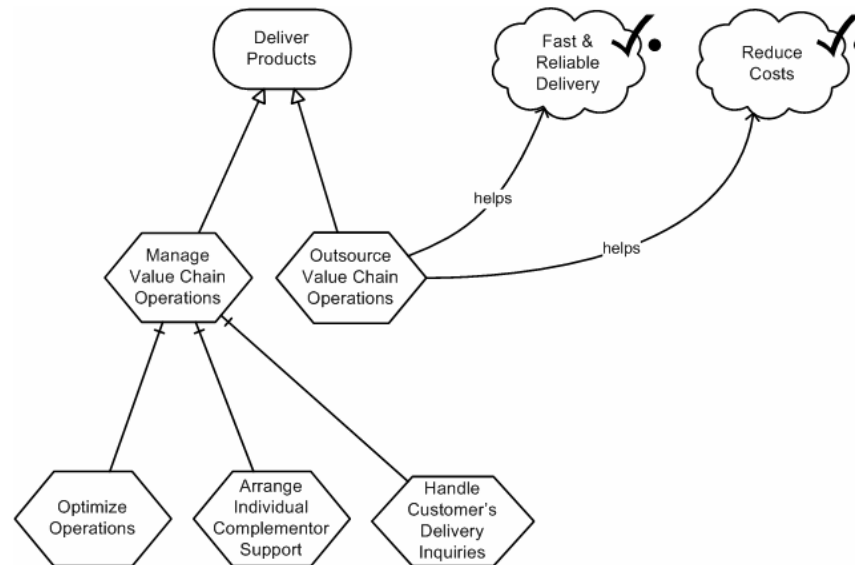 Deliver
Products
Fast &
Reliable
Delivery
Reduce
Costs
helps
helps
Manage
Value Chain
Operations
Outsource
Value Chain
Operations
Optimize
Operations
Arrange
Individual
Complementor
Support
Handle
Customer's
Delivery
Inquiries